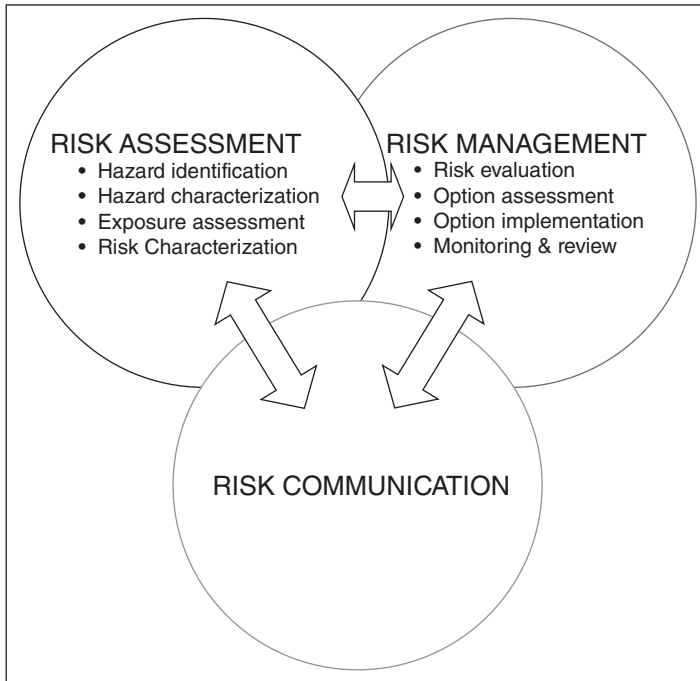 RISK ASSESSMENT
• Hazard identification
• Hazard characterization
• Exposure assessment
• Risk Characterization
RISK MANAGEMENT
• Risk evaluation
• Option assessment
• Option implementation
• Monitoring & review
RISK COMMUNICATION